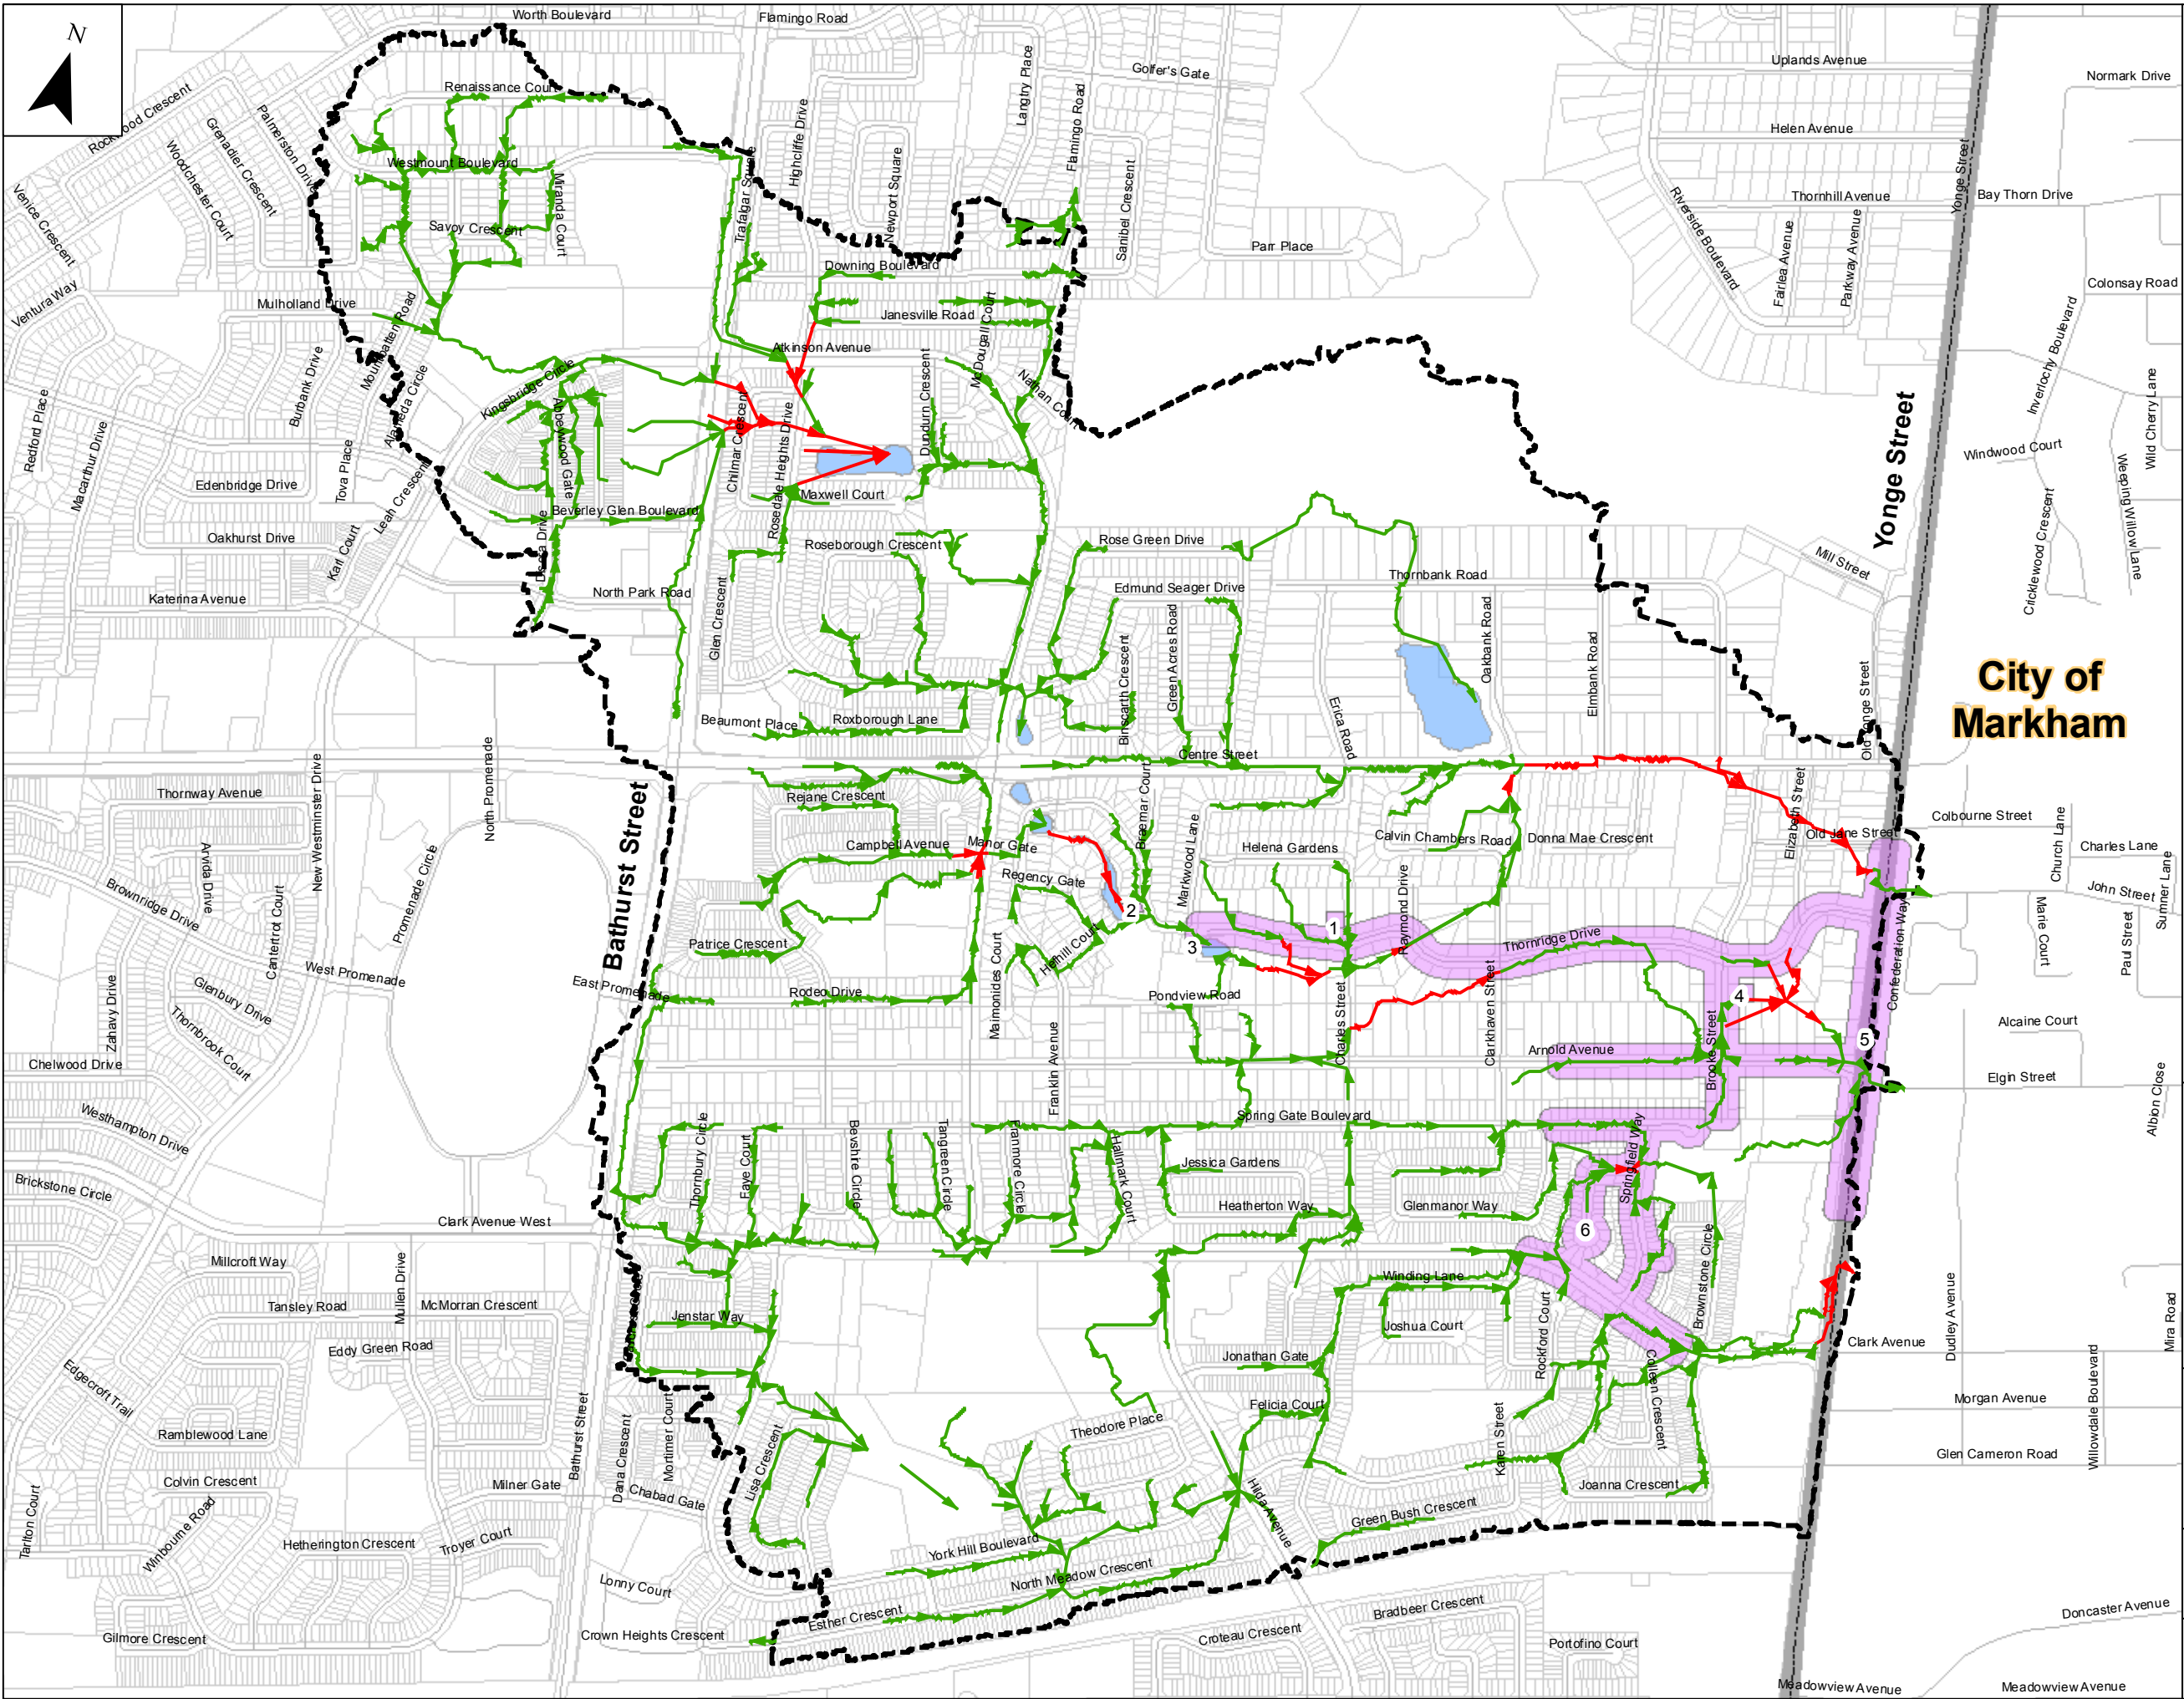 N
Worth Boulevard
Flamingo Road
Golfer's Gate
Langtry Place
Flamingo Road
Uplands Avenue
Normark Drive
Rockwood Crescent
Palmerston Drive
Grenadier Crescent
Woodchester Court
Venice Crescent
Renaissance Court
Westmount Boulevard
Miranda Court
Savoy Crescent
Highcliffe Drive
Trafalgar Square
Newport Square
Sanibel Crescent
Parr Place
Helen Avenue
Thornhill Avenue
Bay Thorn Drive
Yonge Street
Riverside Boulevard
Fairlea Avenue
Parkway Avenue
Colonsay Road
Ventura Way
Mulholland Drive
Mountbatten Road
Downing Boulevard
Janesville Road
McDougall Court
Atkinson Avenue
Nathan Court
Dundurn Crescent
Inverlochy Boulevard
Wild Cherry Lane
Windwood Court
Weeping Willow Lane
Cricklewood Crescent
Yonge Street
Redford Place
Macarthur Drive
Burbank Drive
Alameda Circle
Tova Place
Edenbridge Drive
Leah Crescent
Kingsbridge Circle
Abbeywood Gate
Beverley Glen Boulevard
Chilmar Crescent
Rosedale Heights Drive
Maxwell Court
Oakhurst Drive
Karl Court
Disera Drive
North Park Road
Katerina Avenue
Glen Crescent
Roseborough Crescent
Rose Green Drive
Edmund Seager Drive
Thornbank Road
Mill Street
Green Acres Road
Binscarth Crescent
Erica Road
Oakbank Road
Elmbank Road
Old Yonge Street
City of
Markham
Beaumont Place
Roxborough Lane
Centre Street
Thornway Avenue
Arvida Drive
Brownridge Drive
Cantertrot Court
New Westminster Drive
North Promenade
Promenade Circle
Bathurst Street
Rejane Crescent
Campbell Avenue
Manor Gate
Regency Gate
Braemar Court
Markwood Lane
Helena Gardens
Calvin Chambers Road
Donna Mae Crescent
Raymond Drive
Elizabeth Street
Old Jane Street
Colbourne Street
Charles Lane
Church Lane
John Street
Sumner Lane
Marie Court
Paul Street
Confederation Way
Patrice Crescent
Hefhill Court
Maimonides Court
2
1
3
Thornridge Drive
West Promenade
East Promenade
Rodeo Drive
Pondview Road
Charles Street
Clarkhaven Street
4
5
Alcaine Court
Glenbury Drive
Thornbrook Court
Zahavy Drive
Chelwood Drive
Westhampton Drive
Franklin Avenue
Arnold Avenue
Brooke Street
Elgin Street
Albion Close
Spring Gate Boulevard
Thornbury Circle
Faye Court
Bevshire Circle
Tangreen Circle
Franmore Circle
Hallmark Court
Jessica Gardens
Heatherton Way
Glenmanor Way
Springfield Way
6
Brickstone Circle
Clark Avenue West
Millcroft Way
Mullen Drive
Tansley Road
McMorran Crescent
Eddy Green Road
Jenstar Way
Winding Lane
Joshua Court
Jonathan Gate
Rockford Court
Brownstone Circle
Colleen Crescent
Clark Avenue
Dudley Avenue
Mira Road
Morgan Avenue
Willowdale Boulevard
Glen Cameron Road
Edgecroft Trail
Ramblewood Lane
Colvin Crescent
Milner Gate
Bathurst Street
Dana Crescent
Mortimer Court
Chabad Gate
Lisa Crescent
Theodore Place
Felicia Court
Karen Street
Joanna Crescent
Hilda Avenue
Green Bush Crescent
Tarlton Court
Winbourne Road
Hetherington Crescent
Troyer Court
York Hill Boulevard
North Meadow Crescent
Lonny Court
Esther Crescent
Crown Heights Crescent
Gilmore Crescent
Croteau Crescent
Bradbeer Crescent
Portofino Court
Doncaster Avenue
Meadowview Avenue
Meadowview Avenue